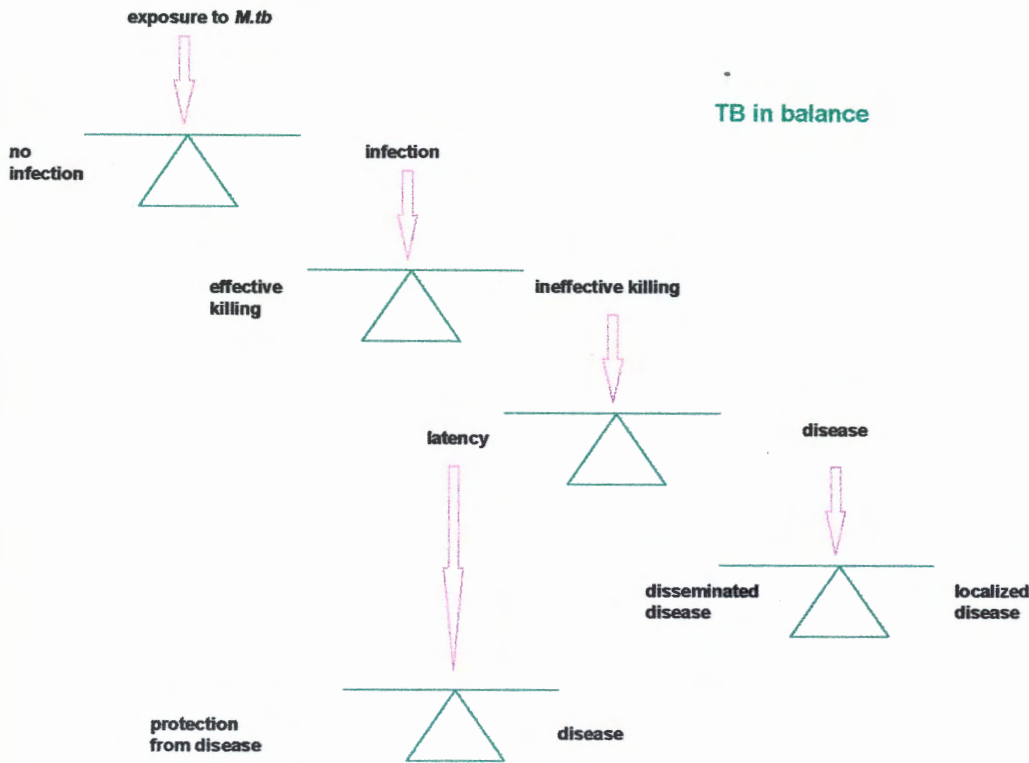 exposure to M.tb
TB in balance
no
infection
infection
effective
killing
ineffective killing
latency
disease
disseminated
disease
localized
disease
protection
from disease
disease